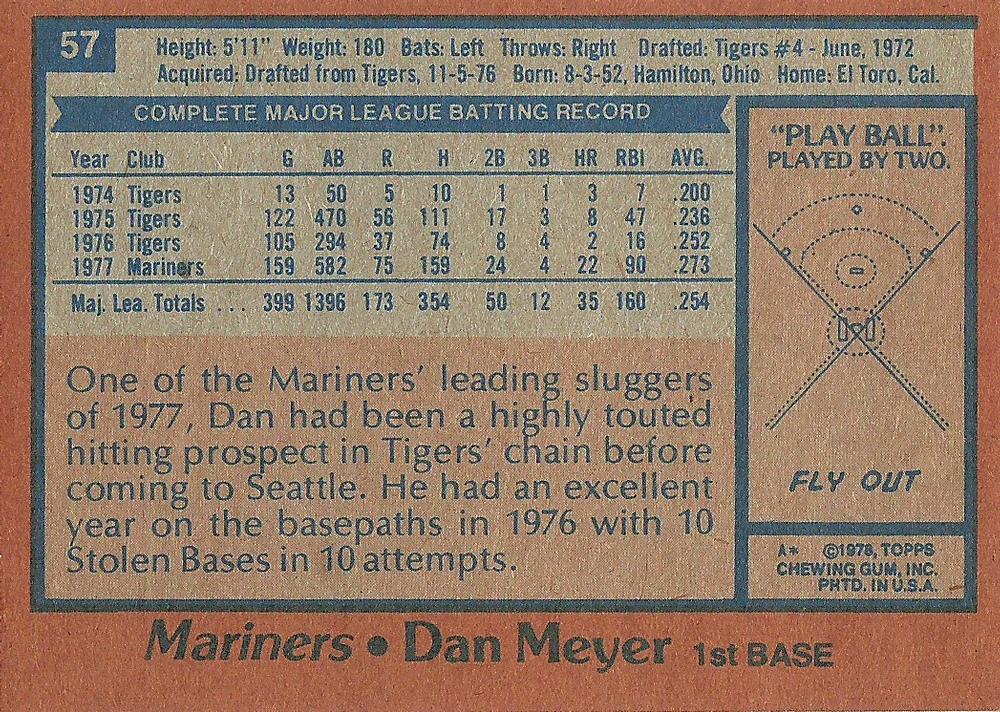 57
Height: 5'11" Weight: 180 Bats: Left Throws: Right Drafted: Tigers #4 - June, 1972
Acquired: Drafted from Tigers, 11-5-76 Born: 8-3-52, Hamilton, Ohio Home: El Toro, Cal.
COMPLETE MAJOR LEAGUE BATTING RECORD
Year Club G AB R H 2B 3B HR RBI AVG.
1974 Tigers 13 50 5 10 1 1 3 7 .200
1975 Tigers 122 470 56 111 17 3 8 47 .236
1976 Tigers 105 294 37 74 8 4 2 16 .252
1977 Mariners 159 582 75 159 24 4 22 90 .273
Maj. Lea. Totals ... 399 1396 173 354 50 12 35 160 .254
One of the Mariners' leading sluggers
of 1977, Dan had been a highly touted
hitting prospect in Tigers' chain before
coming to Seattle. He had an excellent
year on the basepaths in 1976 with 10
Stolen Bases in 10 attempts.
"PLAY BALL".
PLAYED BY TWO.
FLY OUT
A* ©1978, TOPPS
CHEWING GUM, INC.
PRTD. IN U.S.A.
Mariners • Dan Meyer 1st BASE